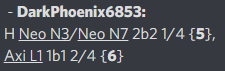 - DarkPhoenix6853:
H Neo N3/Neo N7 2b2 1/4 {5},
Axi L1 1b1 2/4 {6}